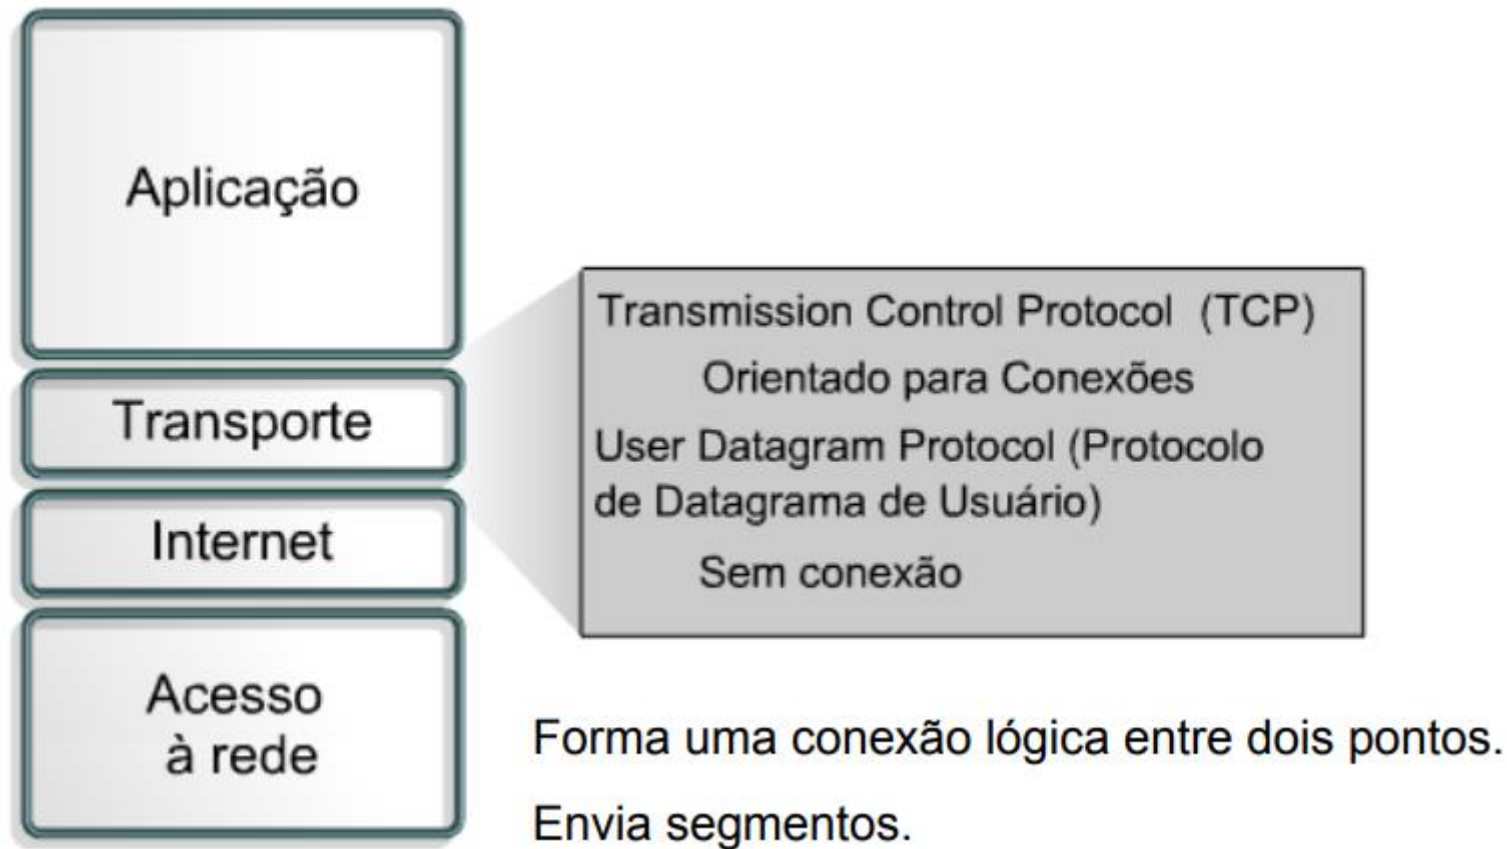 Aplicação
Transporte
Internet
Acesso
à rede
Transmission Control Protocol (TCP)
Orientado para Conexões
User Datagram Protocol (Protocolo
de Datagrama de Usuário)
Sem conexão
Forma uma conexão lógica entre dois pontos.
Envia segmentos.